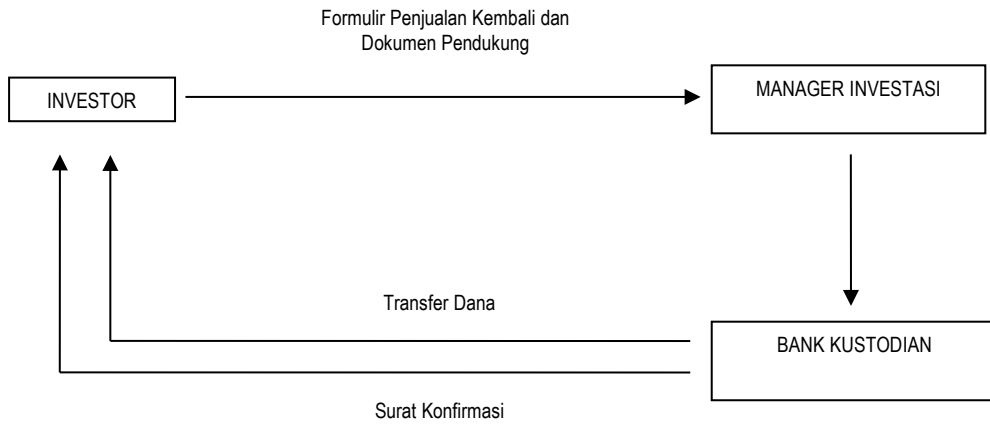 Formulir Penjualan Kembali dan
Dokumen Pendukung
INVESTOR
MANAGER INVESTASI
Transfer Dana
BANK KUSTODIAN
Surat Konfirmasi